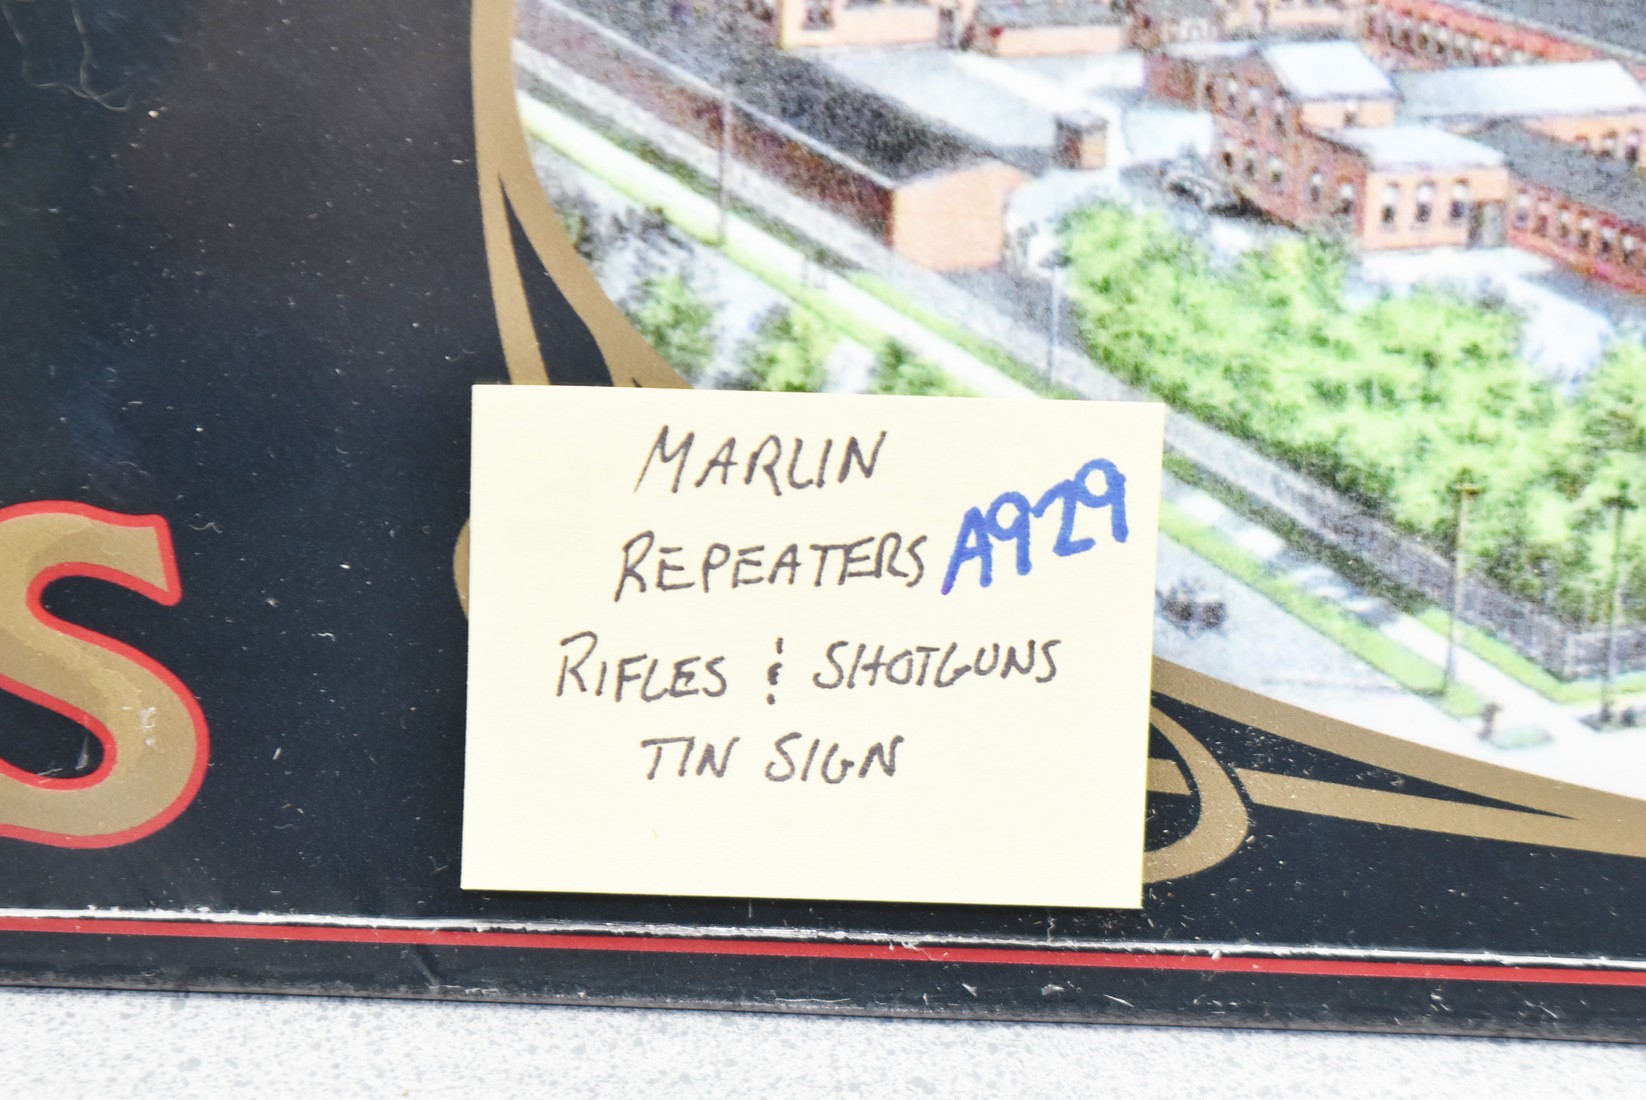 MARLIN
REPEATERS A929
RIFLES & SHOTGUNS
TIN SIGN
S